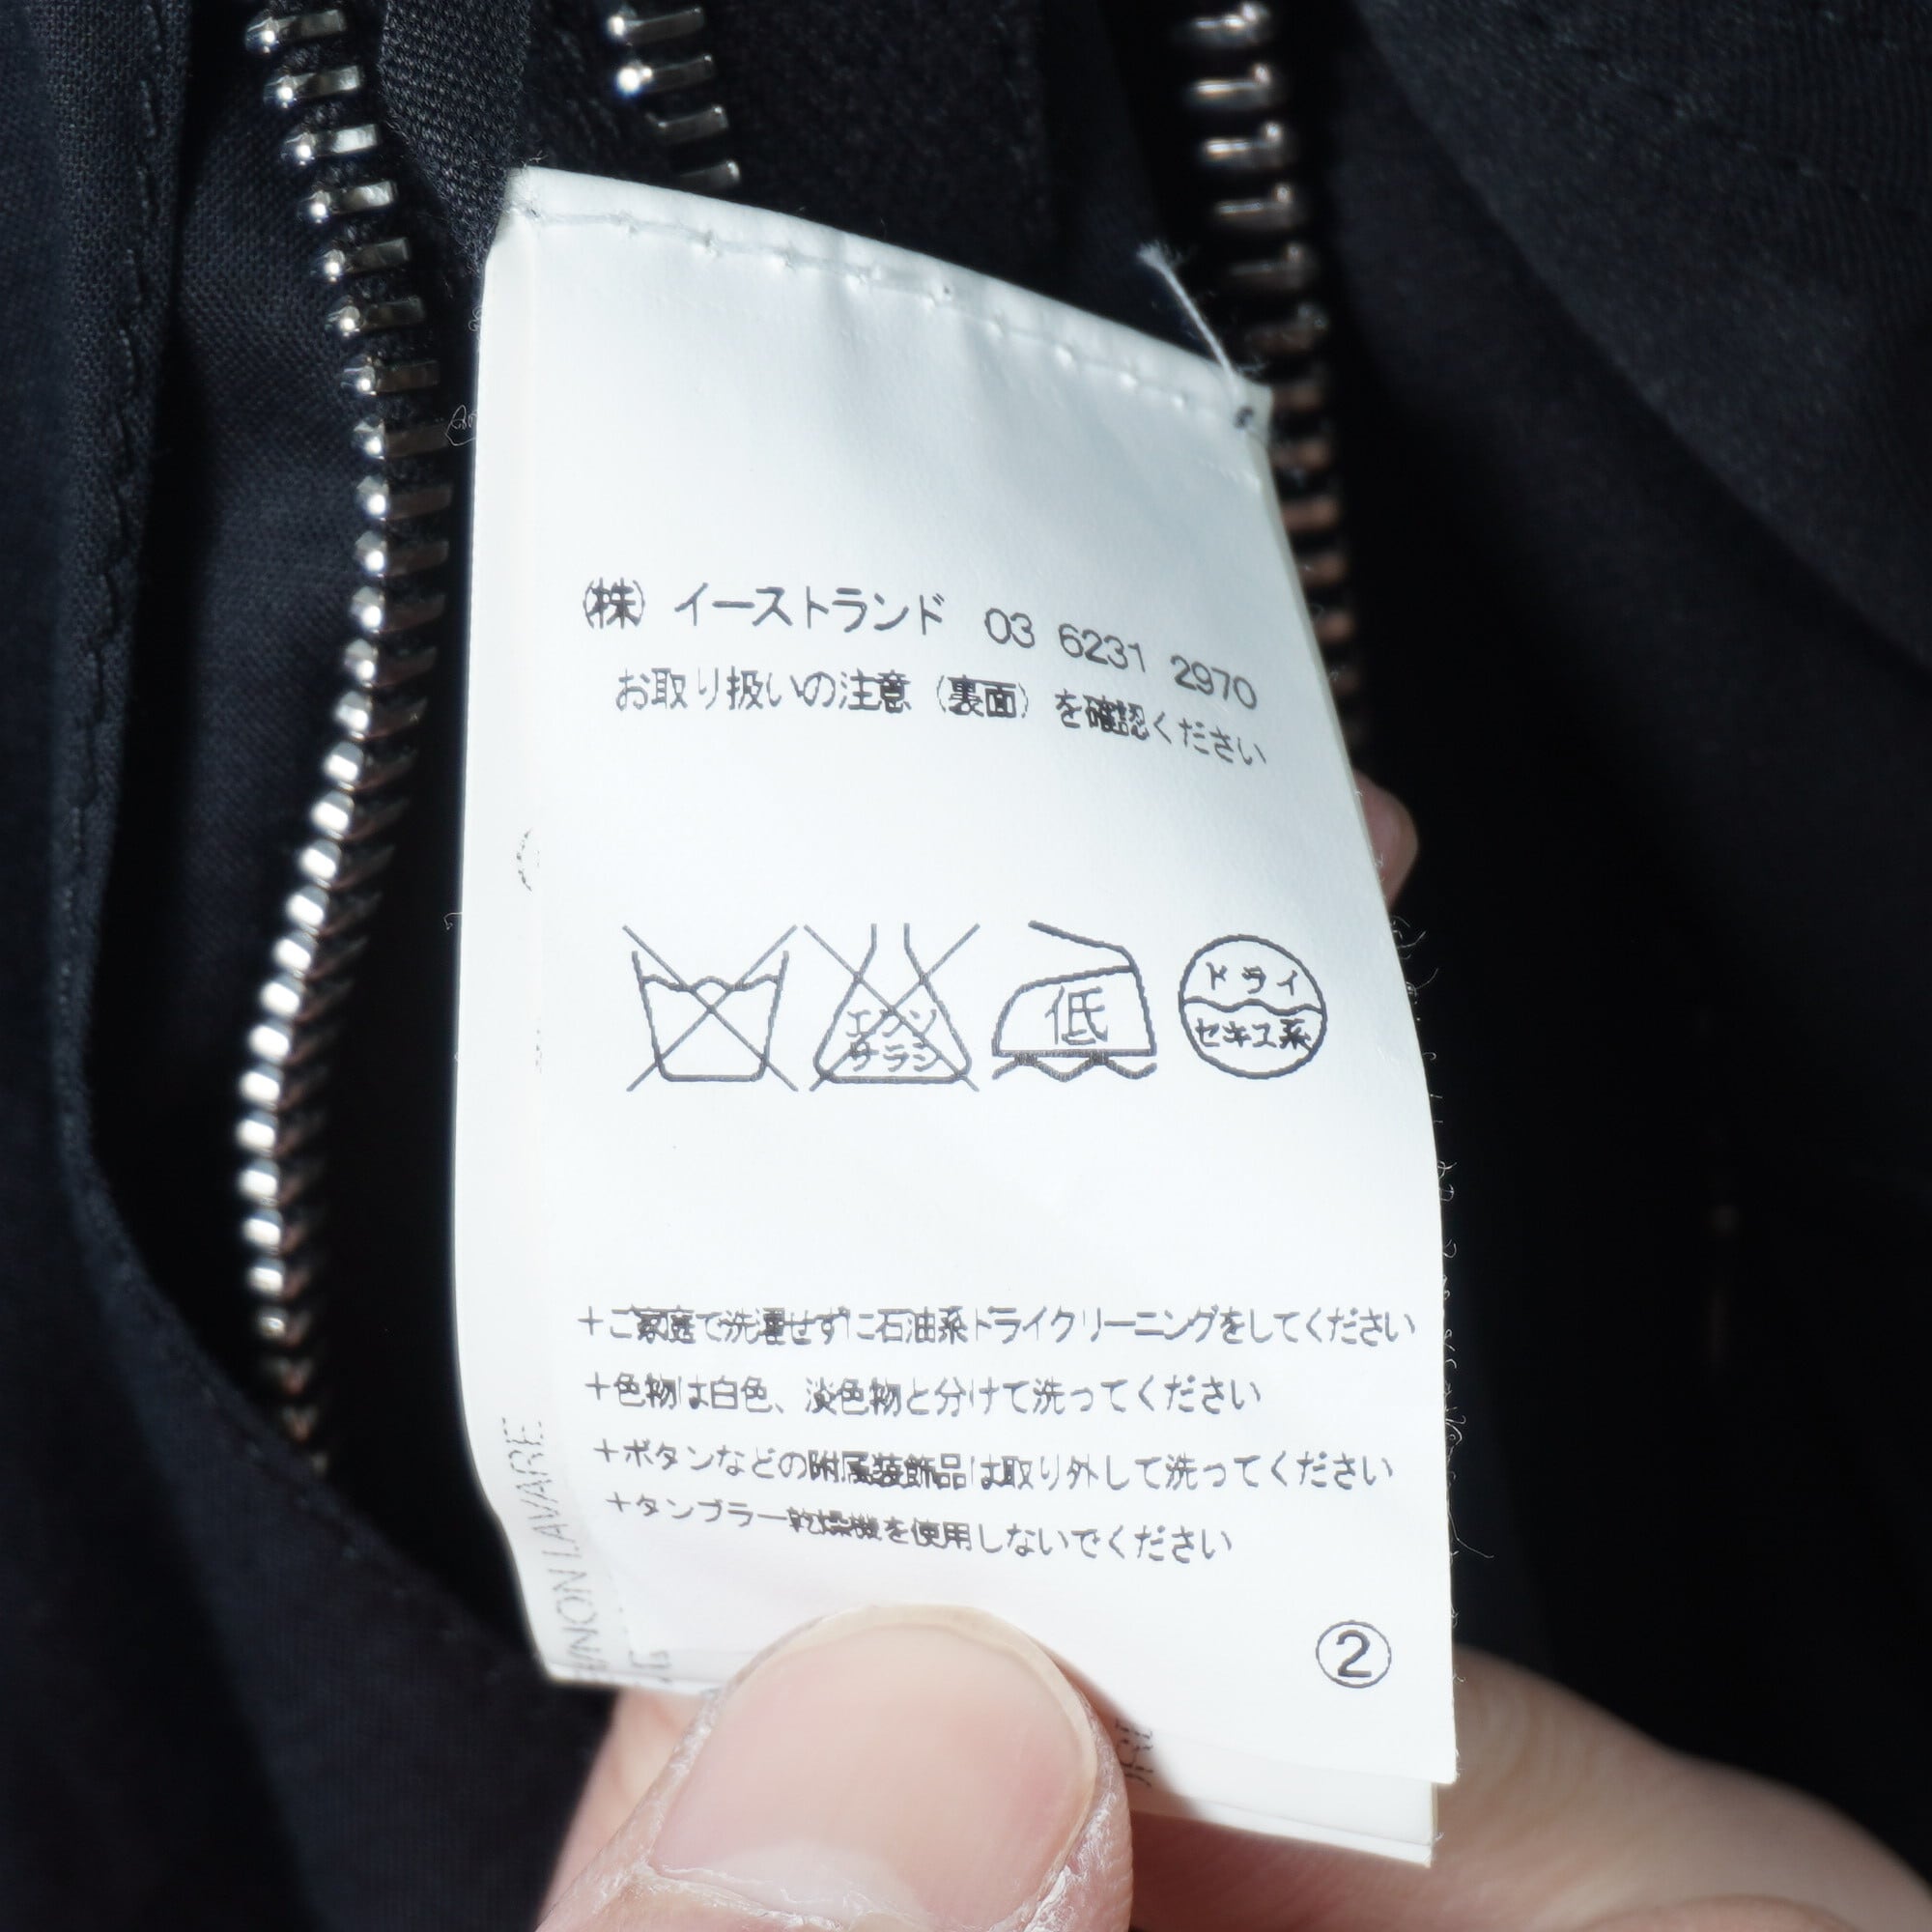 ㈱ イーストランド 03 6231 2970
お取り扱いの注意（裏面）を確認ください
エンソ
サラシ
低
ドライ
セキユ系
+ご家庭で洗濯せずに石油系ドライクリーニングをしてください
+色物は白色、淡色物と分けて洗ってください
+ボタンなどの附属装飾品は取り外して洗ってください
+タンブラー乾燥機を使用しないでください
②
NON LAVARE